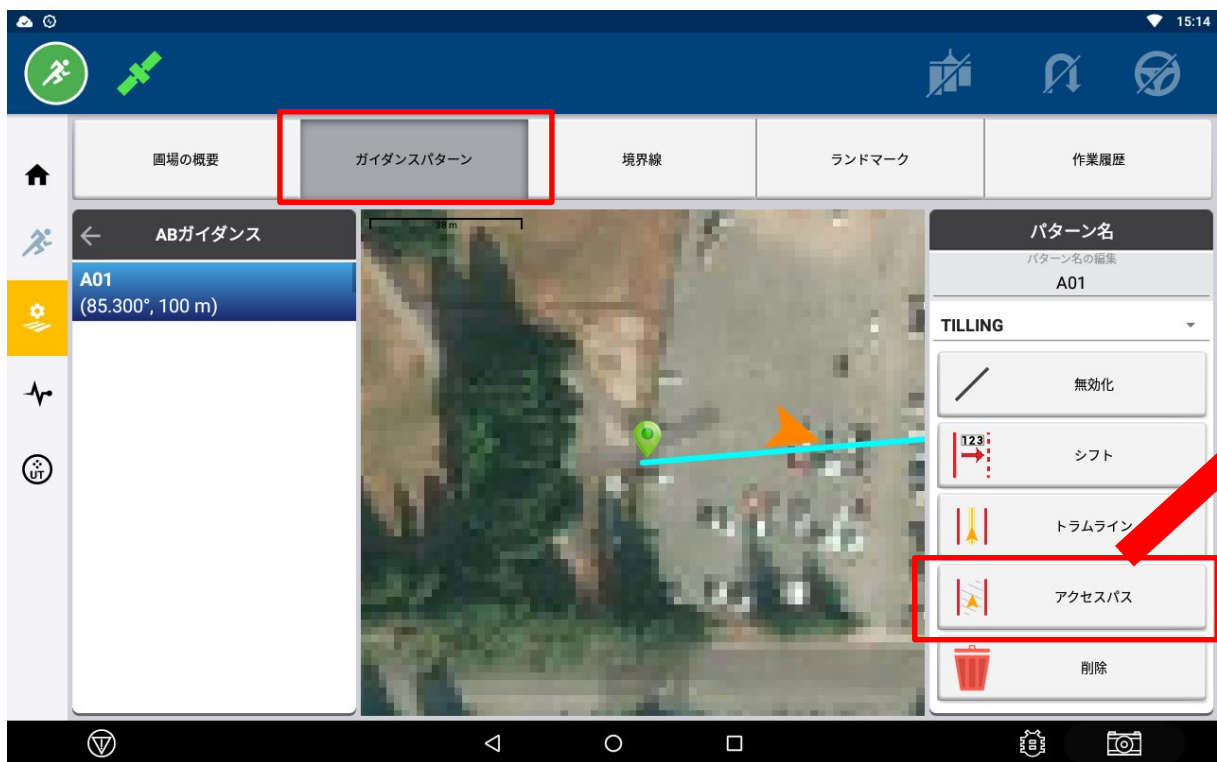 15:14
圃場の概要
ガイダンスパターン
境界線
ランドマーク
作業履歴
ABガイダンス
A01
(85.300°, 100 m)
38 m
パターン名
パターン名の編集
A01
TILLING
無効化
123
シフト
トラムライン
アクセスパス
削除
UT